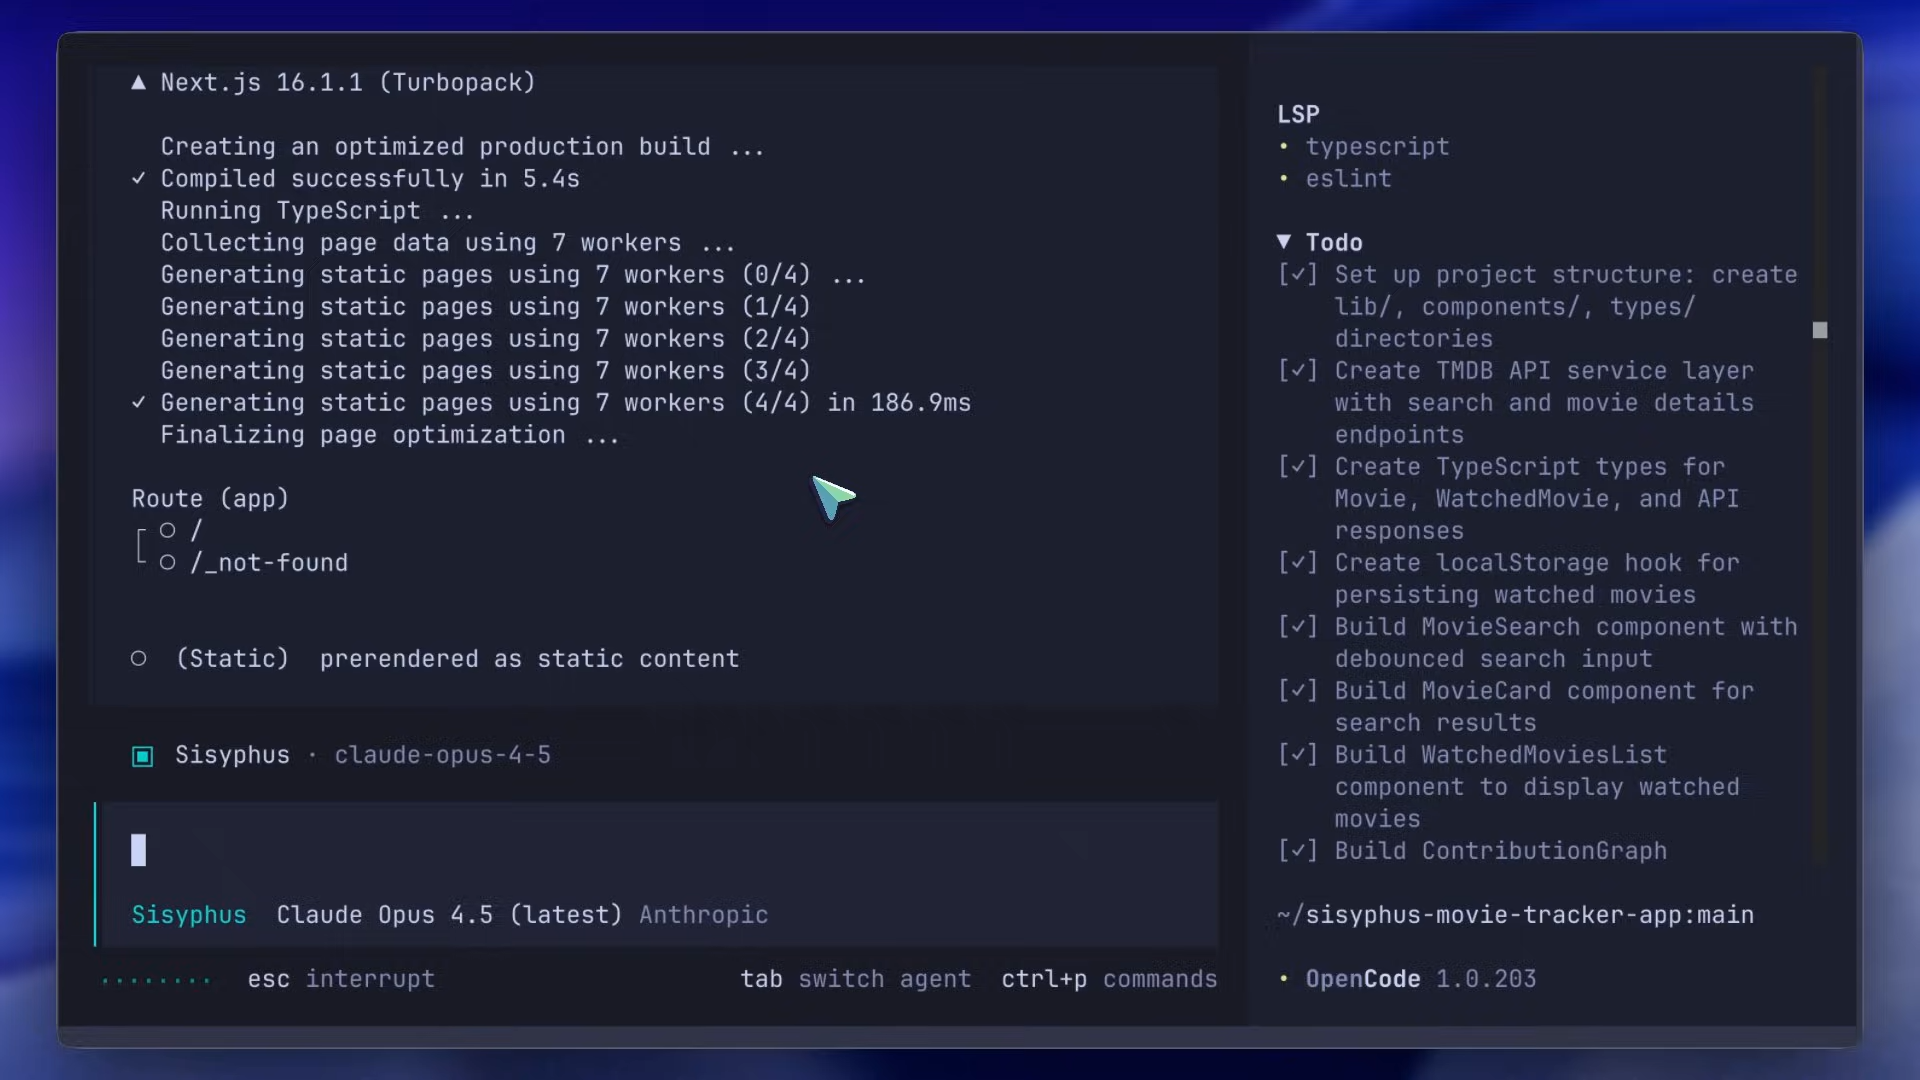 ▲ Next.js 16.1.1 (Turbopack)
Creating an optimized production build ...
✓ Compiled successfully in 5.4s
Running TypeScript ...
Collecting page data using 7 workers ...
Generating static pages using 7 workers (0/4) ...
Generating static pages using 7 workers (1/4)
Generating static pages using 7 workers (2/4)
Generating static pages using 7 workers (3/4)
✓ Generating static pages using 7 workers (4/4) in 186.9ms
Finalizing page optimization ...
Route (app)
┌ ○ /
└ ○ /_not-found
○ (Static) prerendered as static content
▣ Sisyphus · claude-opus-4-5
Sisyphus Claude Opus 4.5 (latest) Anthropic
esc interrupt
tab switch agent ctrl+p commands
LSP
• typescript
• eslint
▼ Todo
[✓] Set up project structure: create
lib/, components/, types/
directories
[✓] Create TMDB API service layer
with search and movie details
endpoints
[✓] Create TypeScript types for
Movie, WatchedMovie, and API
responses
[✓] Create localStorage hook for
persisting watched movies
[✓] Build MovieSearch component with
debounced search input
[✓] Build MovieCard component for
search results
[✓] Build WatchedMoviesList
component to display watched
movies
[✓] Build ContributionGraph
~/sisyphus-movie-tracker-app:main
• OpenCode 1.0.203